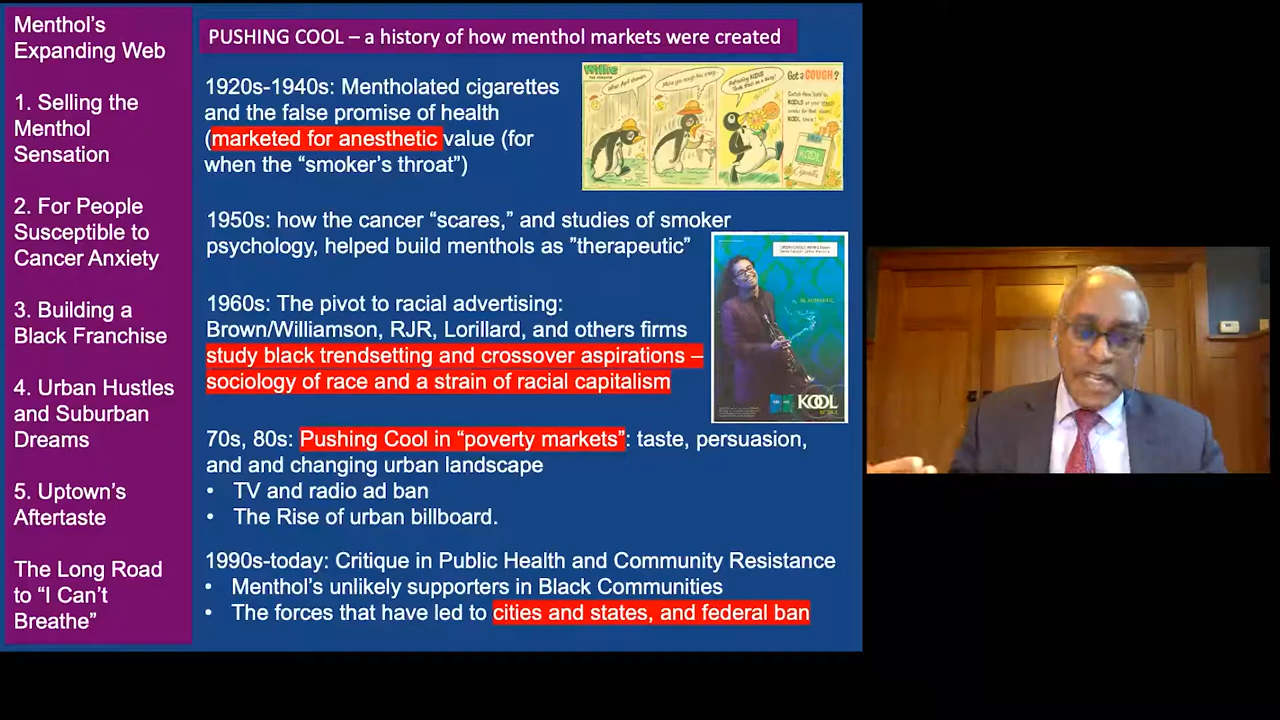 Menthol's
Expanding Web
1. Selling the
Menthol
Sensation
2. For People
Susceptible to
Cancer Anxiety
3. Building a
Black Franchise
4. Urban Hustles
and Suburban
Dreams
5. Uptown's
Aftertaste
The Long Road
to “I Can't
Breathe”
PUSHING COOL – a history of how menthol markets were created
1920s-1940s: Mentholated cigarettes
and the false promise of health
(marketed for anesthetic value (for
when the “smoker's throat”)
Willie
Got a COUGH?
KOOL
Cigarettes
1950s: how the cancer “scares,” and studies of smoker
psychology, helped build menthols as ”therapeutic”
1960s: The pivot to racial advertising:
Brown/Williamson, RJR, Lorillard, and others firms
study black trendsetting and crossover aspirations –
sociology of race and a strain of racial capitalism
BE AUTHENTIC
KOOL
70s, 80s: Pushing Cool in “poverty markets”: taste, persuasion,
and and changing urban landscape
• TV and radio ad ban
• The Rise of urban billboard.
1990s-today: Critique in Public Health and Community Resistance
• Menthol's unlikely supporters in Black Communities
• The forces that have led to cities and states, and federal ban